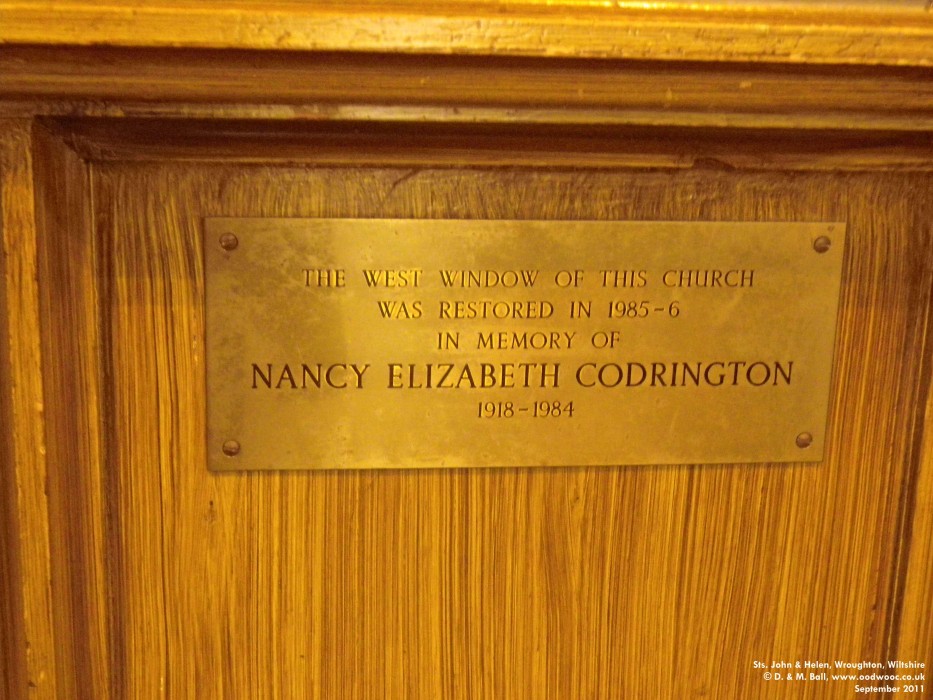 THE WEST WINDOW OF THIS CHURCH
WAS RESTORED IN 1985-6
IN MEMORY OF
NANCY ELIZABETH CODRINGTON
1918-1984
Sts. John & Helen, Wroughton, Wiltshire
© D. & M. Ball, www.oodwooc.co.uk
September 2011